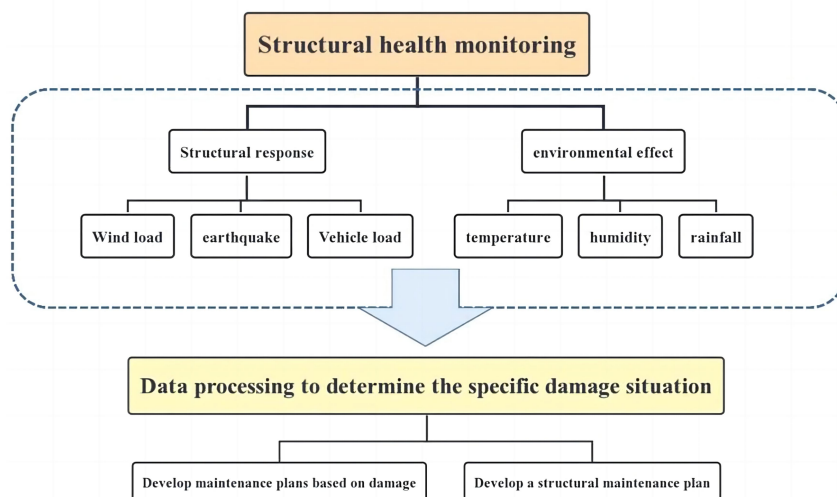 Structural health monitoring
Structural response
environmental effect
Wind load
earthquake
Vehicle load
temperature
humidity
rainfall
Data processing to determine the specific damage situation
Develop maintenance plans based on damage
Develop a structural maintenance plan